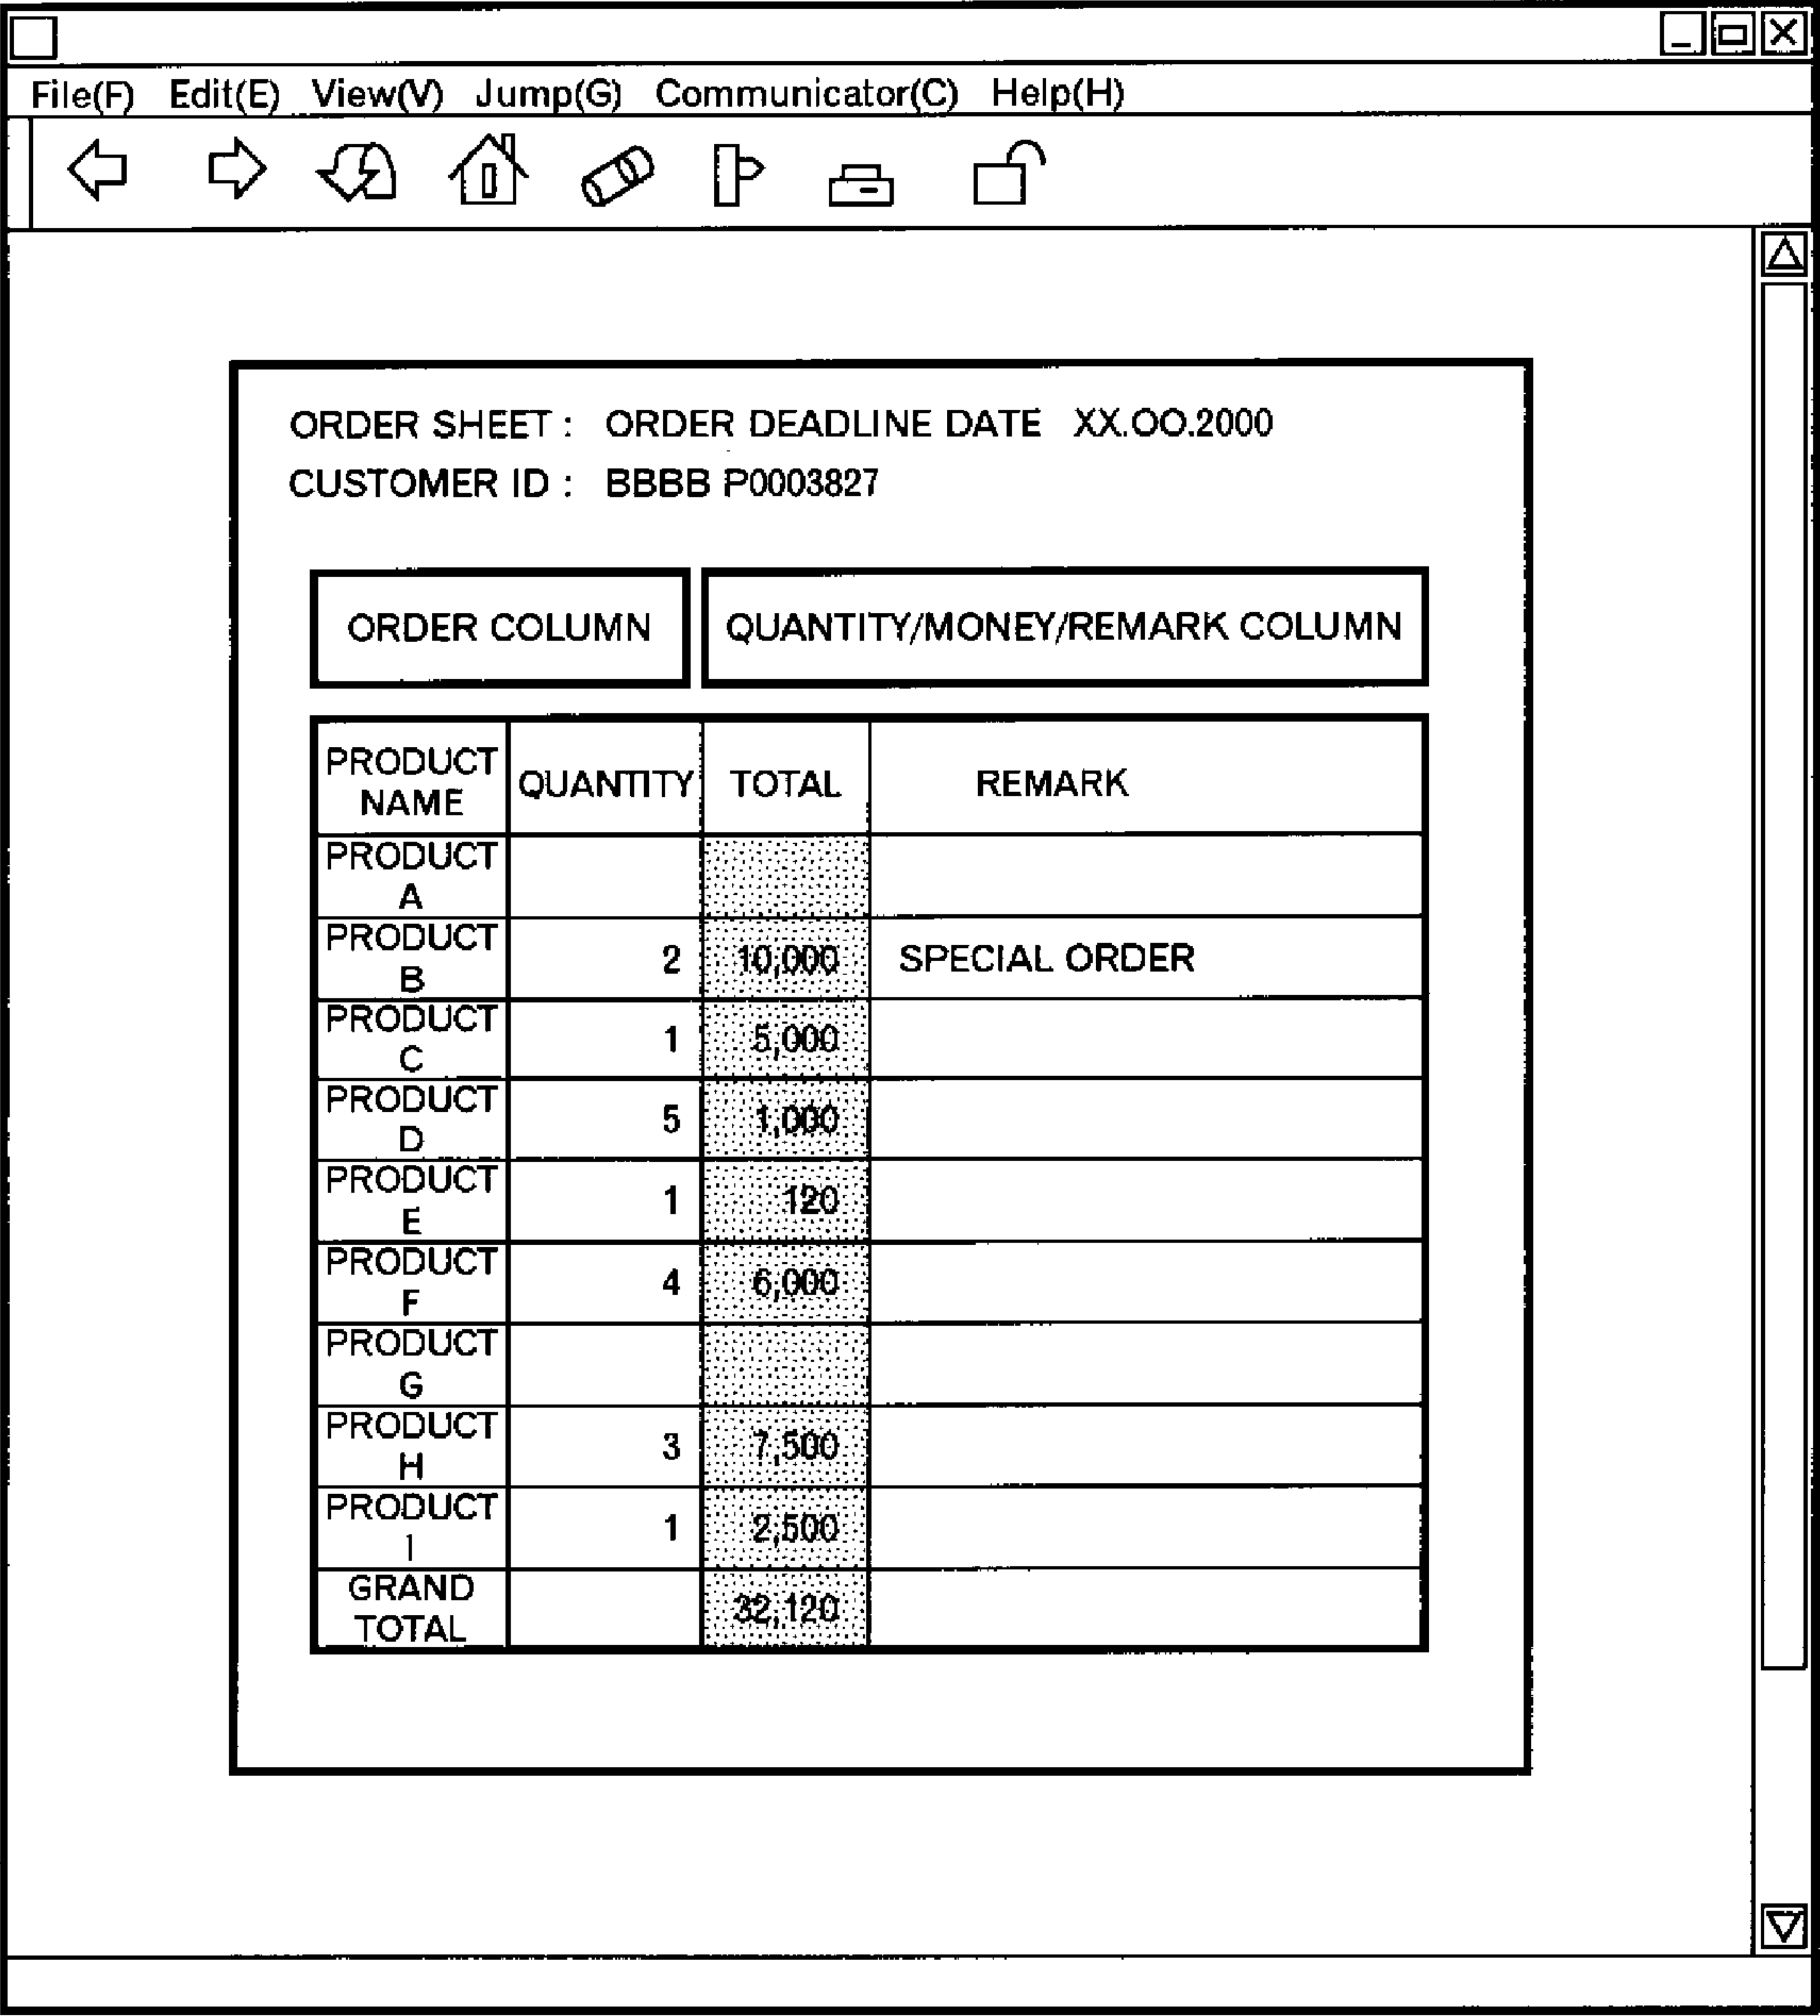 File(F) Edit(E) View(V) Jump(G) Communicator(C) Help(H)
ORDER SHEET : ORDER DEADLINE DATE XX.OO.2000
CUSTOMER ID : BBBB P0003827
ORDER COLUMN QUANTITY/MONEY/REMARK COLUMN
PRODUCT NAME QUANTITY TOTAL REMARK
PRODUCT A
PRODUCT B 2 10,000 SPECIAL ORDER
PRODUCT C 1 5,000
PRODUCT D 5 1,000
PRODUCT E 1 120
PRODUCT F 4 6,000
PRODUCT G
PRODUCT H 3 7,500
PRODUCT I 1 2,500
GRAND TOTAL 32,120